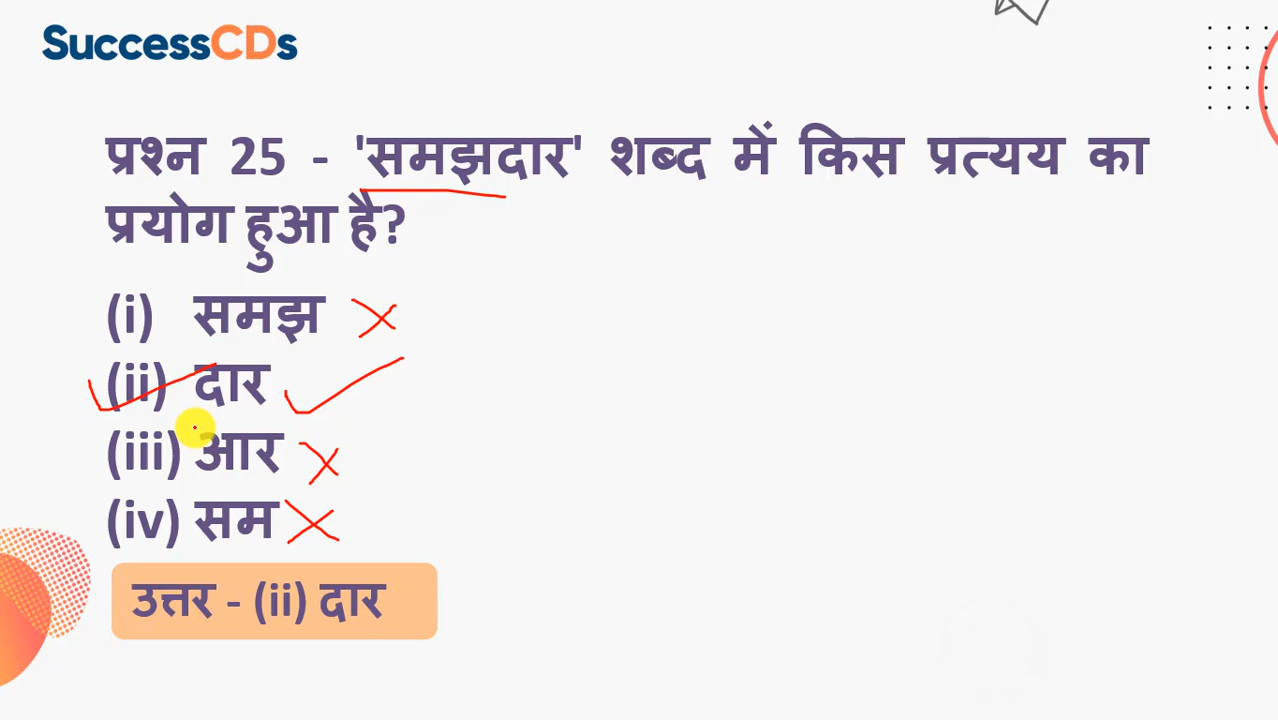 SuccessCDs
प्रश्न 25 - 'समझदार' शब्द में किस प्रत्यय का
प्रयोग हुआ है?
(i) समझ
(ii) दार
(iii) आर
(iv) सम
उत्तर - (ii) दार